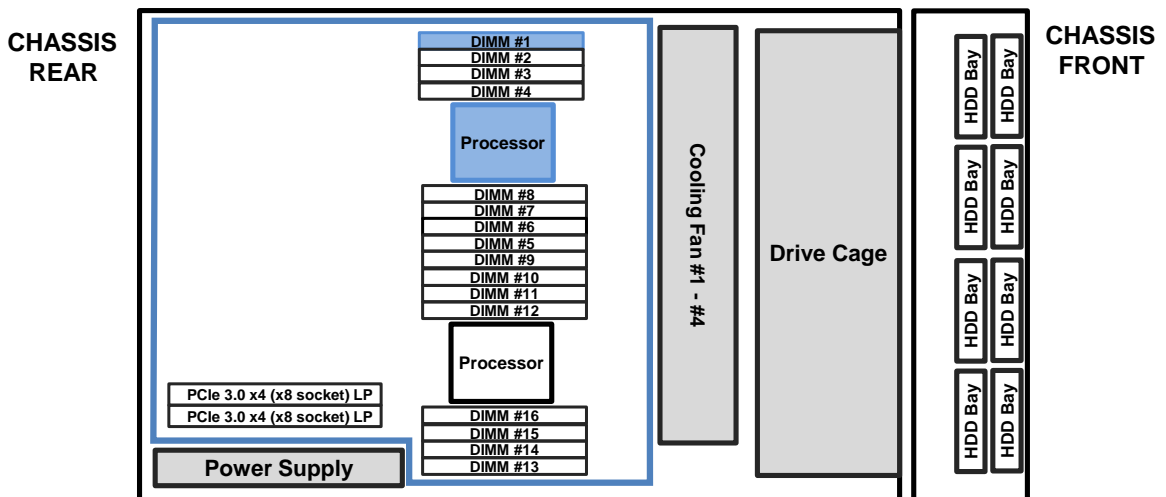 CHASSIS
REAR
DIMM #1
DIMM #2
DIMM #3
DIMM #4
Processor
DIMM #8
DIMM #7
DIMM #6
DIMM #5
DIMM #9
DIMM #10
DIMM #11
DIMM #12
Processor
DIMM #16
DIMM #15
DIMM #14
DIMM #13
PCIe 3.0 x4 (x8 socket) LP
PCIe 3.0 x4 (x8 socket) LP
Power Supply
Cooling Fan #1 - #4
Drive Cage
HDD Bay
HDD Bay
HDD Bay
HDD Bay
HDD Bay
HDD Bay
HDD Bay
HDD Bay
CHASSIS
FRONT